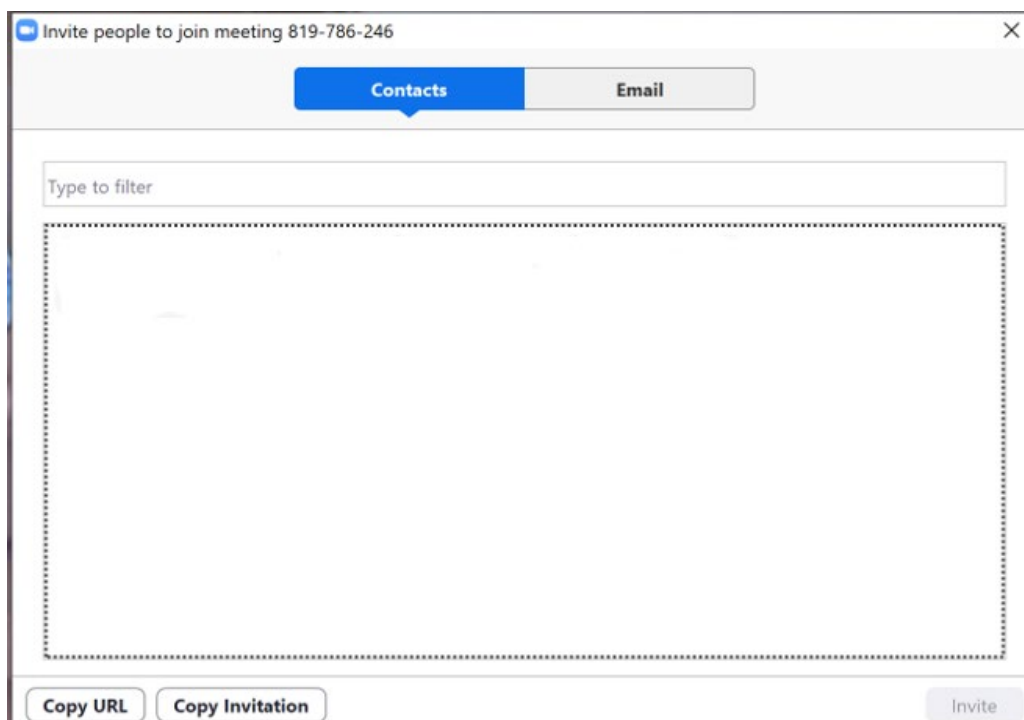 Invite people to join meeting 819-786-246
Contacts
Email
Type to filter
Copy URL
Copy Invitation
Invite